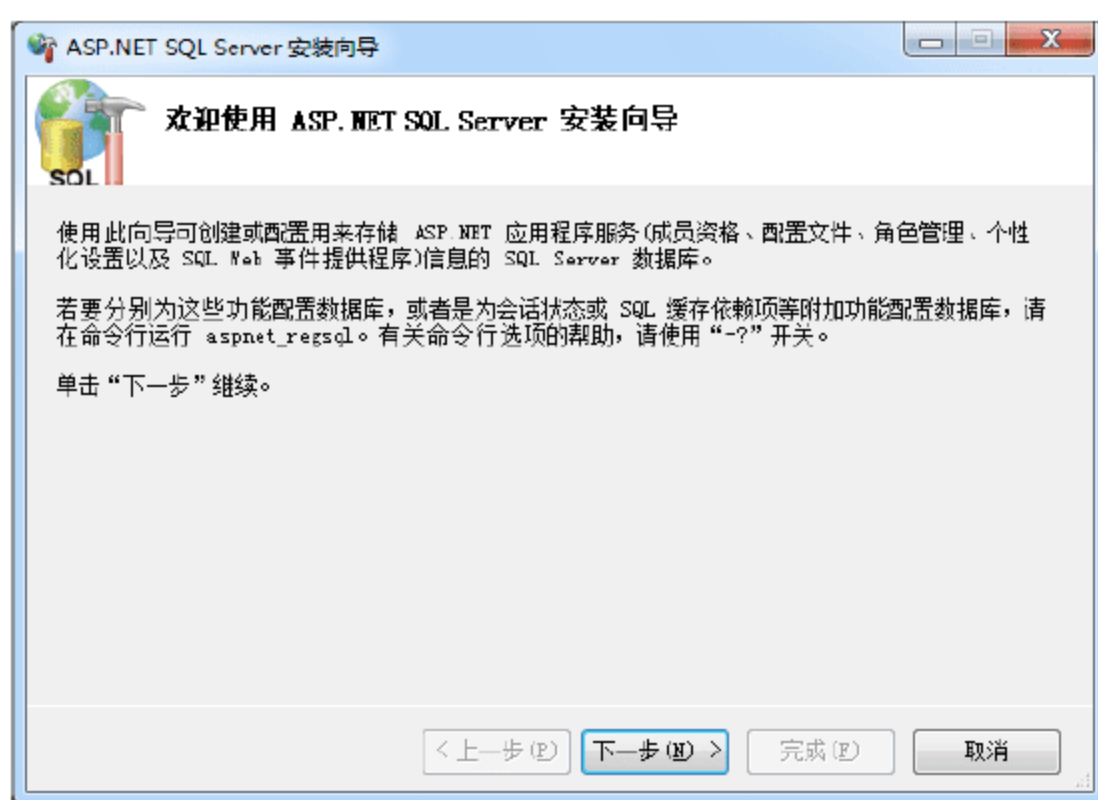 ASP.NET SQL Server 安装向导
SQL
欢迎使用 ASP.NET SQL Server 安装向导
使用此向导可创建或配置用来存储 ASP.NET 应用程序服务(成员资格、配置文件、角色管理、个性
化设置以及 SQL Web 事件提供程序)信息的 SQL Server 数据库。
若要分别为这些功能配置数据库，或者是为会话状态或 SQL 缓存依赖项等附加功能配置数据库，请
在命令行运行 aspnet_regsql。有关命令行选项的帮助，请使用“-?”开关。
单击“下一步”继续。
< 上一步(P)
下一步(N) >
完成(F)
取消